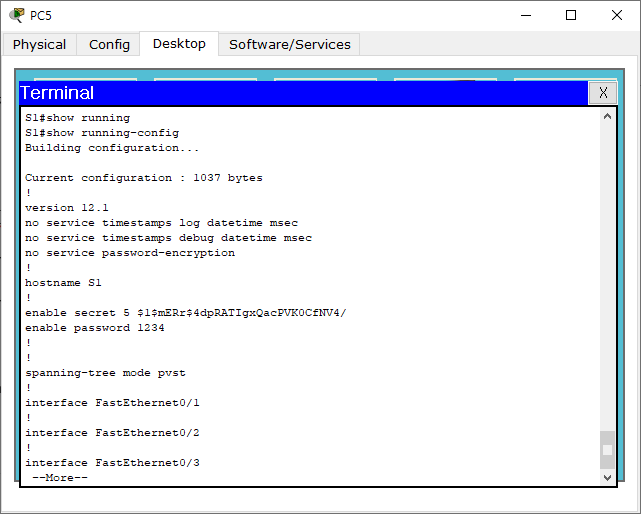 PC5
Physical Config Desktop Software/Services
Terminal X
S1#show running
S1#show running-config
Building configuration...
Current configuration : 1037 bytes
!
version 12.1
no service timestamps log datetime msec
no service timestamps debug datetime msec
no service password-encryption
!
hostname S1
!
enable secret 5 $1$mERr$4dpRATIgxQacPVK0CfNV4/
enable password 1234
!
!
spanning-tree mode pvst
!
interface FastEthernet0/1
!
interface FastEthernet0/2
!
interface FastEthernet0/3
--More--